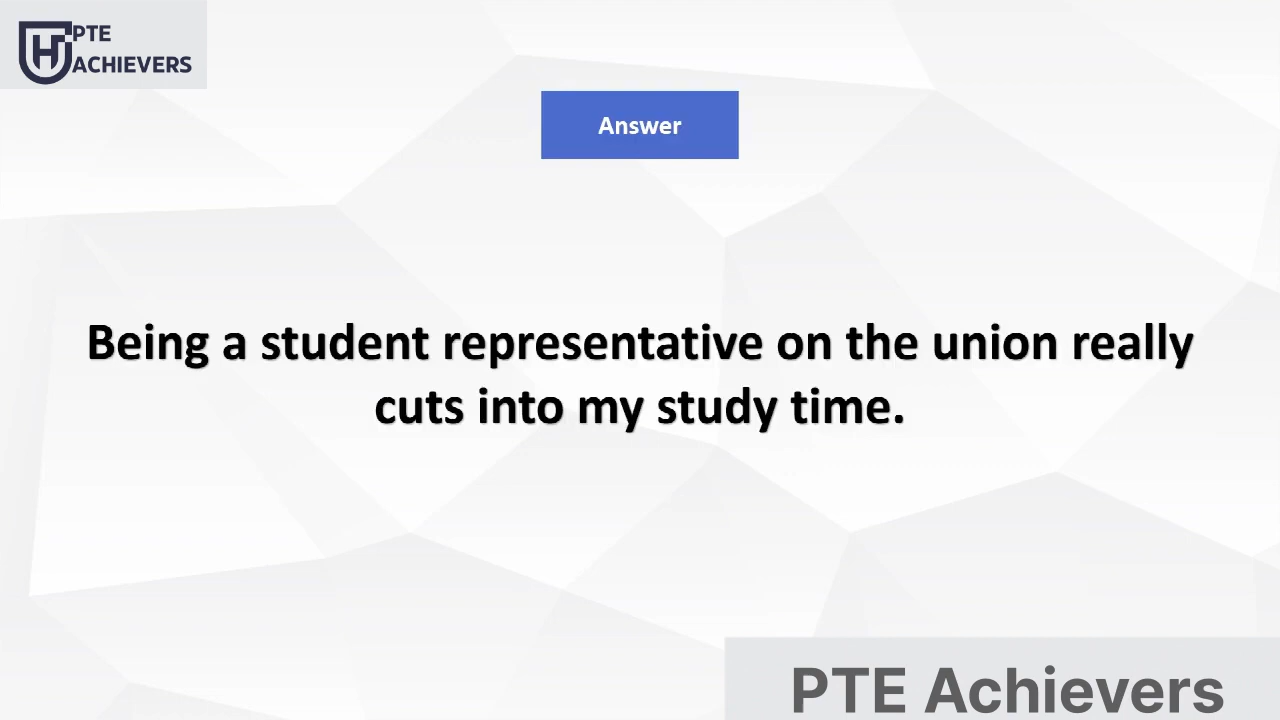 PTE
ACHIEVERS
Answer
Being a student representative on the union really
cuts into my study time.
PTE Achievers